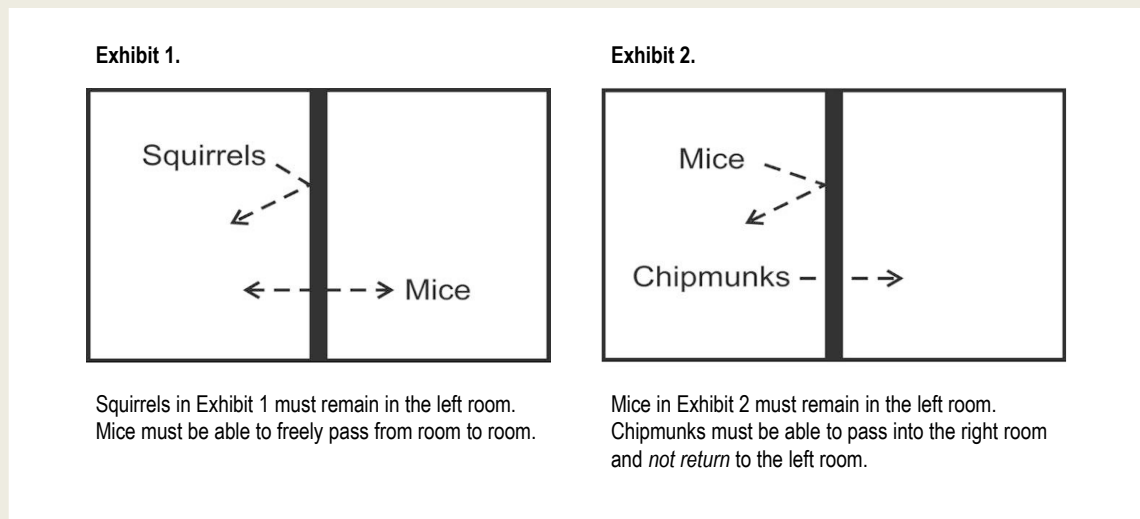 Exhibit 1.
Squirrels
Mice
Squirrels in Exhibit 1 must remain in the left room.
Mice must be able to freely pass from room to room.
Exhibit 2.
Mice
Chipmunks
Mice in Exhibit 2 must remain in the left room.
Chipmunks must be able to pass into the right room
and not return to the left room.